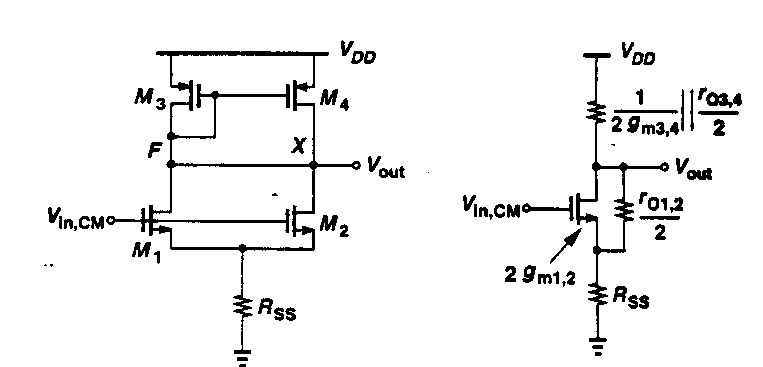 V_DD
M_3
M_4
F
X
V_out
V_in,CM
M_1
M_2
R_SS
V_DD
1 / 2 g_m3,4 || r_O3,4 / 2
V_out
V_in,CM
r_O1,2 / 2
2 g_m1,2
R_SS